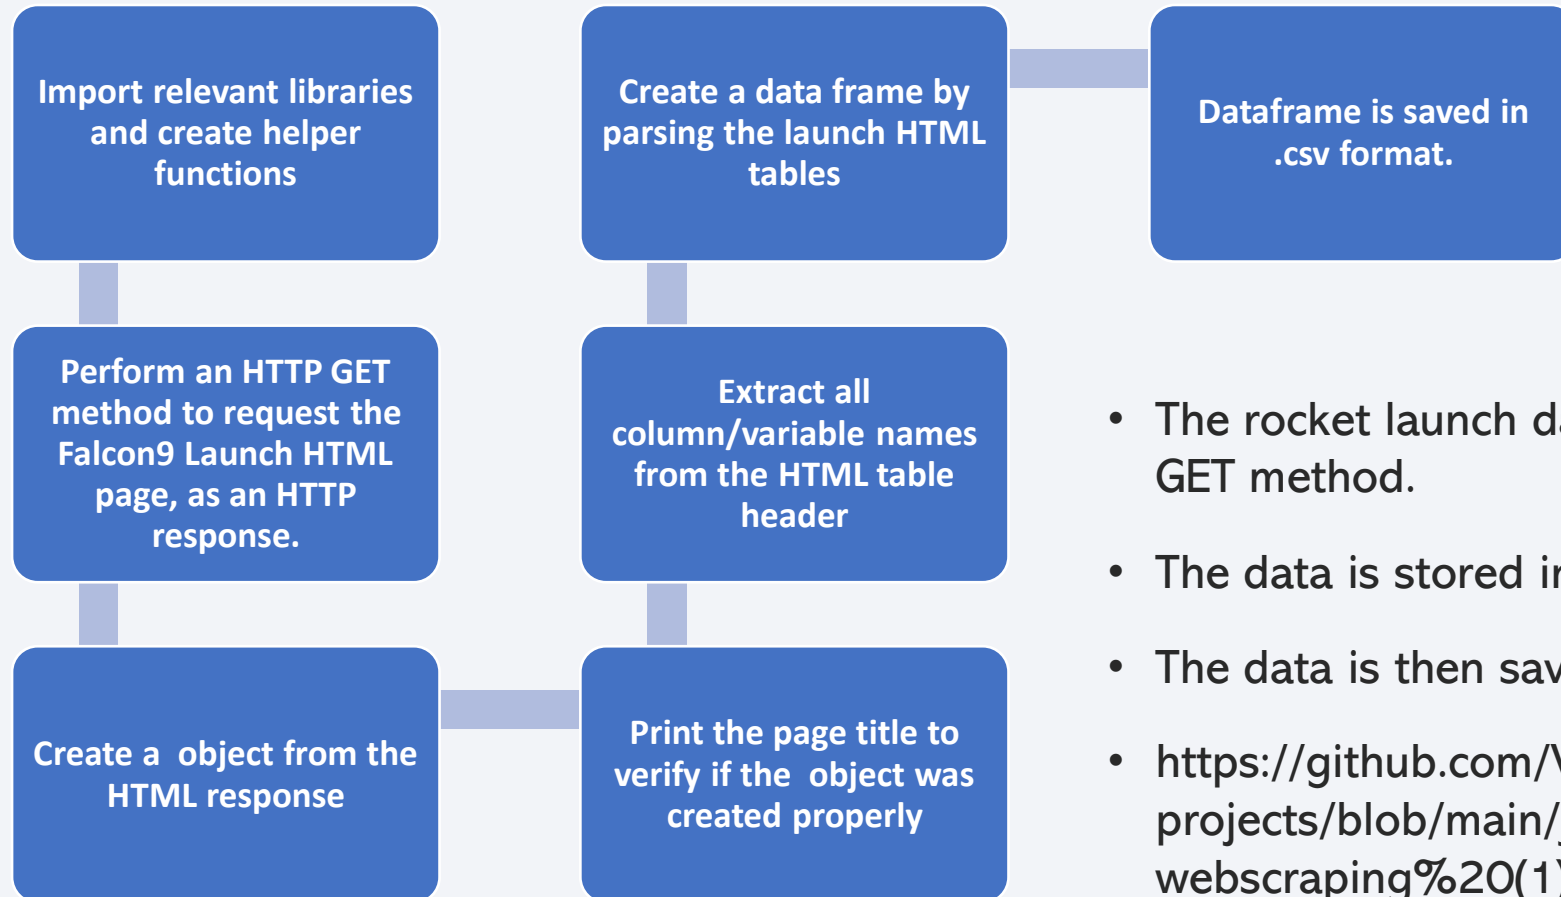 Import relevant libraries
and create helper
functions
Perform an HTTP GET
method to request the
Falcon9 Launch HTML
page, as an HTTP
response.
Create a  object from the
HTML response
Print the page title to
verify if the  object was
created properly
Extract all
column/variable names
from the HTML table
header
Create a data frame by
parsing the launch HTML
tables
Dataframe is saved in
.csv format.
• The rocket launch
GET method.
• The data is stored
• The data is then
• https://github.com/
projects/blob/main/
webscraping%20(1)